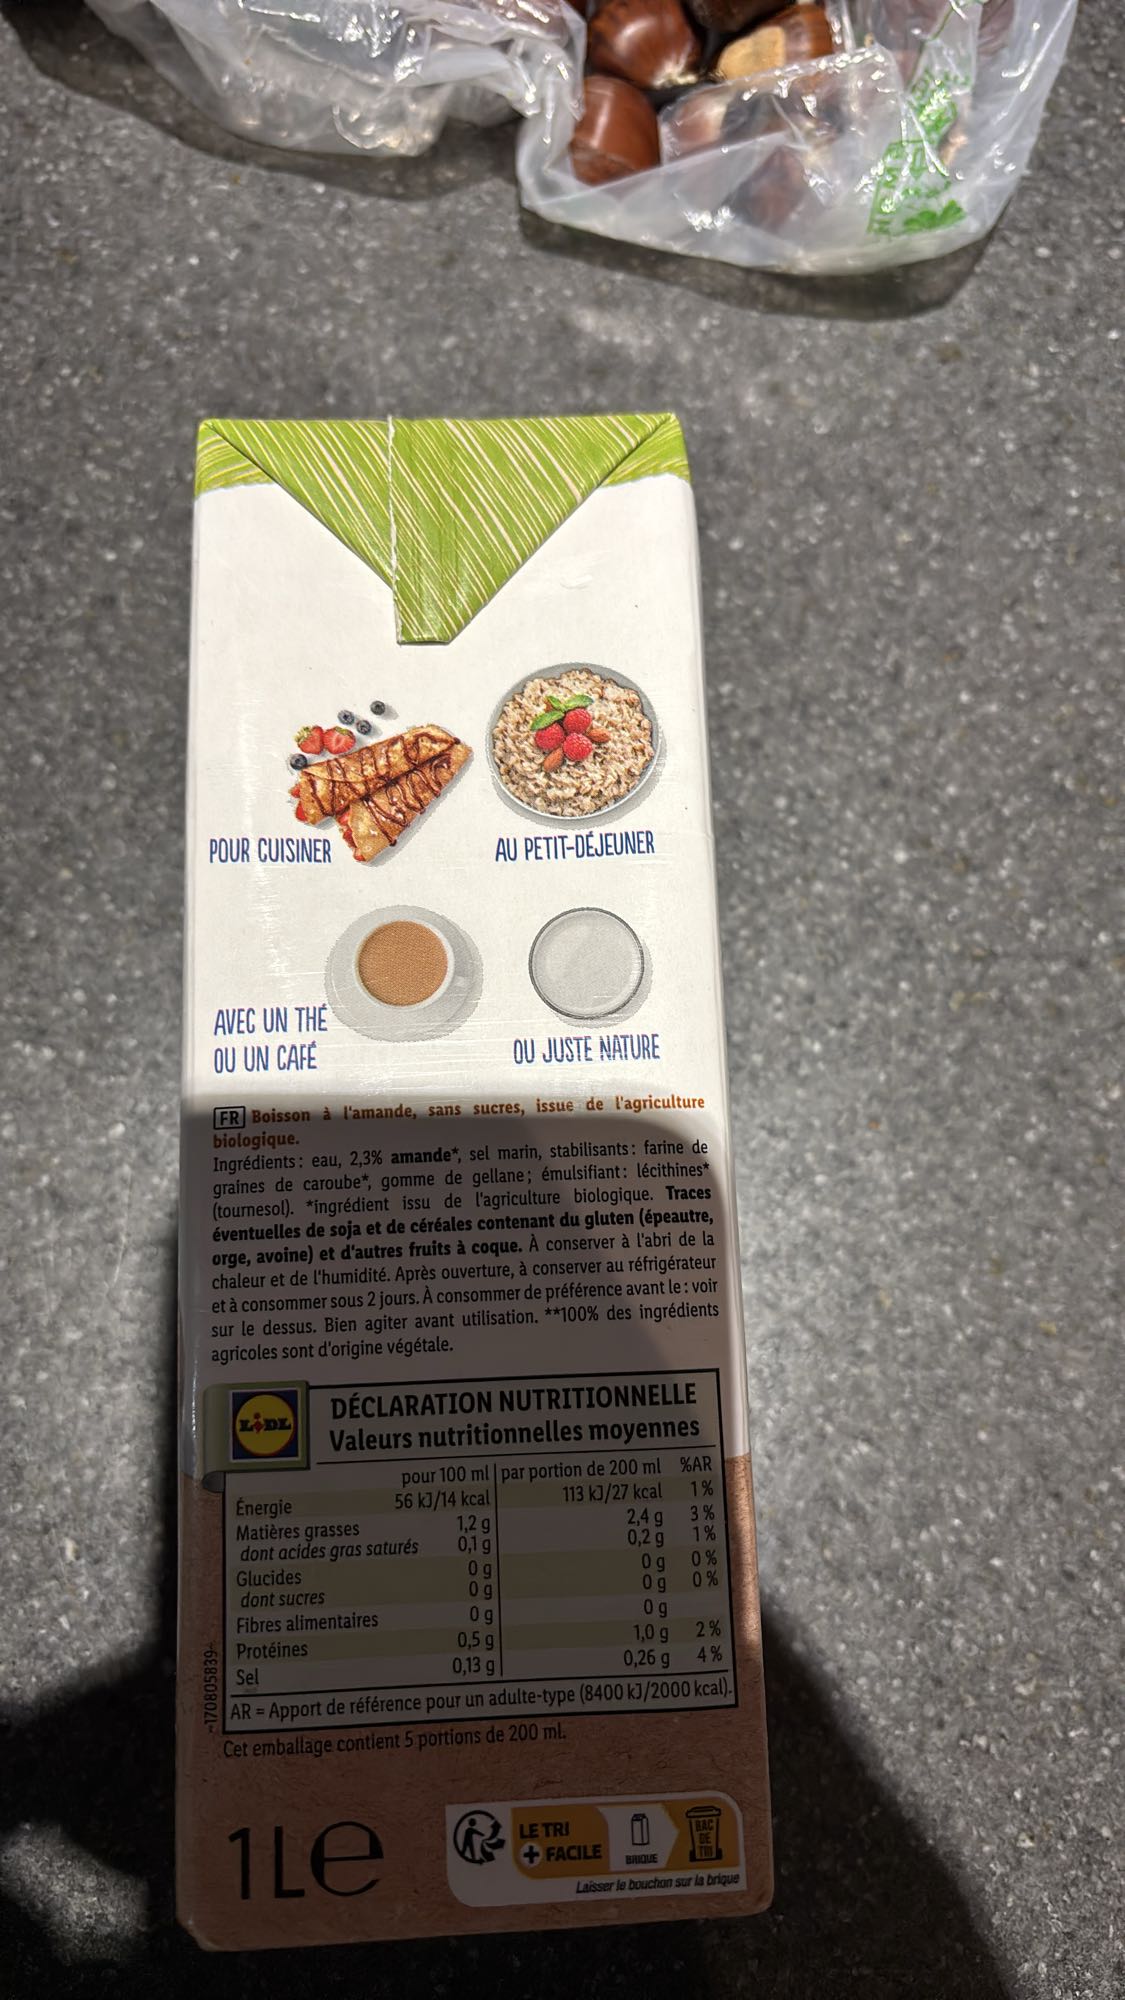 POUR CUISINER
AU PETIT-DÉJEUNER
AVEC UN THÉ
OU UN CAFÉ
OU JUSTE NATURE
FR Boisson à l'amande, sans sucres, issue de l'agriculture
biologique.
Ingrédients : eau, 2,3% amande*, sel marin, stabilisants : farine de
graines de caroube*, gomme de gellane ; émulsifiant : lécithines*
(tournesol). *ingrédient issu de l'agriculture biologique. Traces
éventuelles de soja et de céréales contenant du gluten (épeautre,
orge, avoine) et d'autres fruits à coque. À conserver à l'abri de la
chaleur et de l'humidité. Après ouverture, à conserver au réfrigérateur
et à consommer sous 2 jours. À consommer de préférence avant le : voir
sur le dessus. Bien agiter avant utilisation. **100% des ingrédients
agricoles sont d'origine végétale.
LIDL
DÉCLARATION NUTRITIONNELLE
Valeurs nutritionnelles moyennes
pour 100 ml par portion de 200 ml %AR
Énergie 56 kJ/14 kcal 113 kJ/27 kcal 1 %
Matières grasses 1,2 g 2,4 g 3 %
dont acides gras saturés 0,1 g 0,2 g 1 %
Glucides 0 g 0 g 0 %
dont sucres 0 g 0 g 0 %
Fibres alimentaires 0 g 0 g
Protéines 0,5 g 1,0 g 2 %
Sel 0,13 g 0,26 g 4 %
AR = Apport de référence pour un adulte-type (8400 kJ/2000 kcal).
Cet emballage contient 5 portions de 200 ml.
-170805839-
1L e
LE TRI
+ FACILE
BRIQUE
BAC
DE
TRI
Laisser le bouchon sur la brique